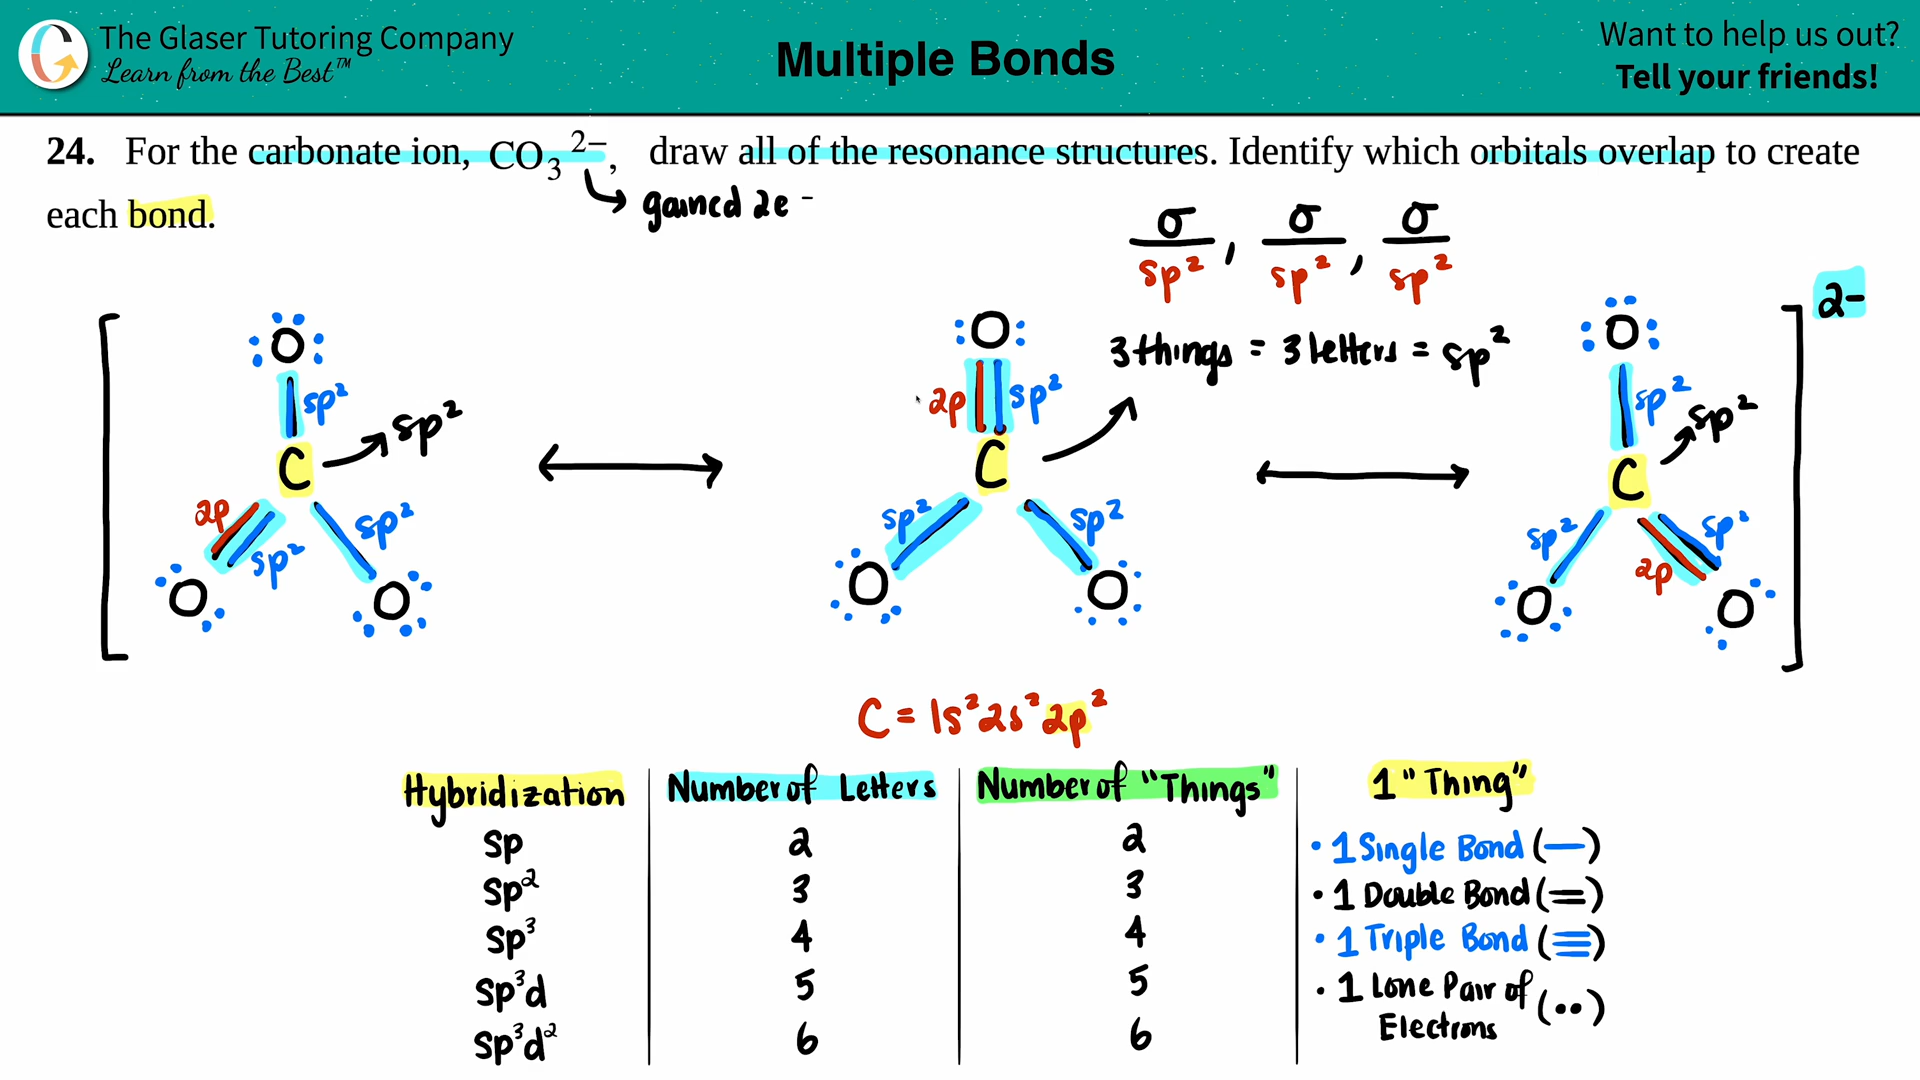 The Glaser Tutoring Company
Learn from the Best™
Multiple Bonds
Want to help us out?
Tell your friends!
24. For the carbonate ion, CO₃²⁻, draw all of the resonance structures. Identify which orbitals overlap to create
each bond.
gained 2e⁻
σ , σ , σ
sp² sp² sp²
3 things = 3 letters = sp²
2-
O
sp²
C
sp²
2p
sp²
sp²
O
O
O
2p
sp²
C
sp²
sp²
O
O
O
sp²
sp²
C
sp²
sp²
2p
O
O
C = 1s²2s²2p²
Hybridization Number of Letters Number of "Things" 1 "Thing"
sp 2 2 • 1 Single Bond (—)
sp² 3 3 • 1 Double Bond (=)
sp³ 4 4 • 1 Triple Bond (≡)
sp³d 5 5 • 1 Lone Pair of
Electrons (••)
sp³d² 6 6